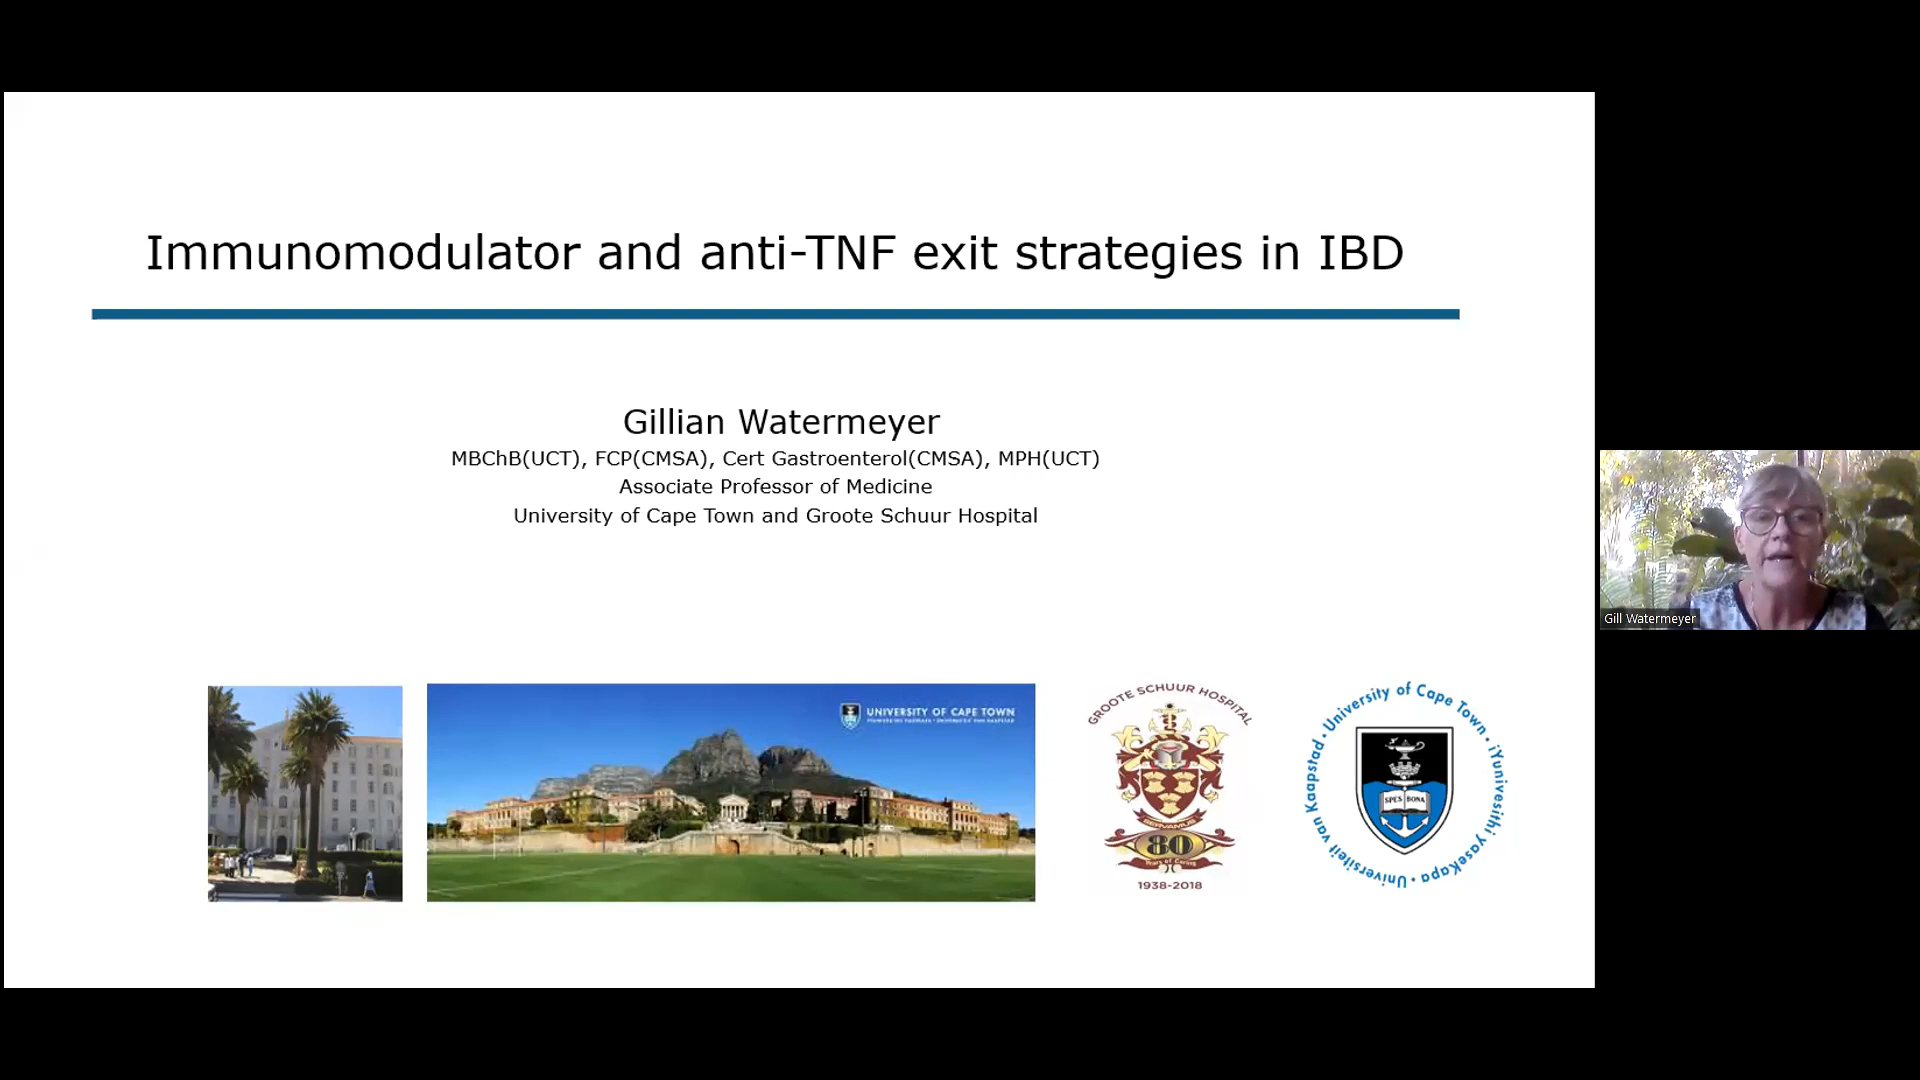 Immunomodulator and anti-TNF exit strategies in IBD
Gillian Watermeyer
MBChB(UCT), FCP(CMSA), Cert Gastroenterol(CMSA), MPH(UCT)
Associate Professor of Medicine
University of Cape Town and Groote Schuur Hospital
Gill Watermeyer
UNIVERSITY OF CAPE TOWN
GROOTE SCHUUR HOSPITAL
SERVAMUS
80
Years of Caring
1938-2018
University of Cape Town • iYunivesithi yaseKapa • Universiteit van Kaapstad •
SPES BONA